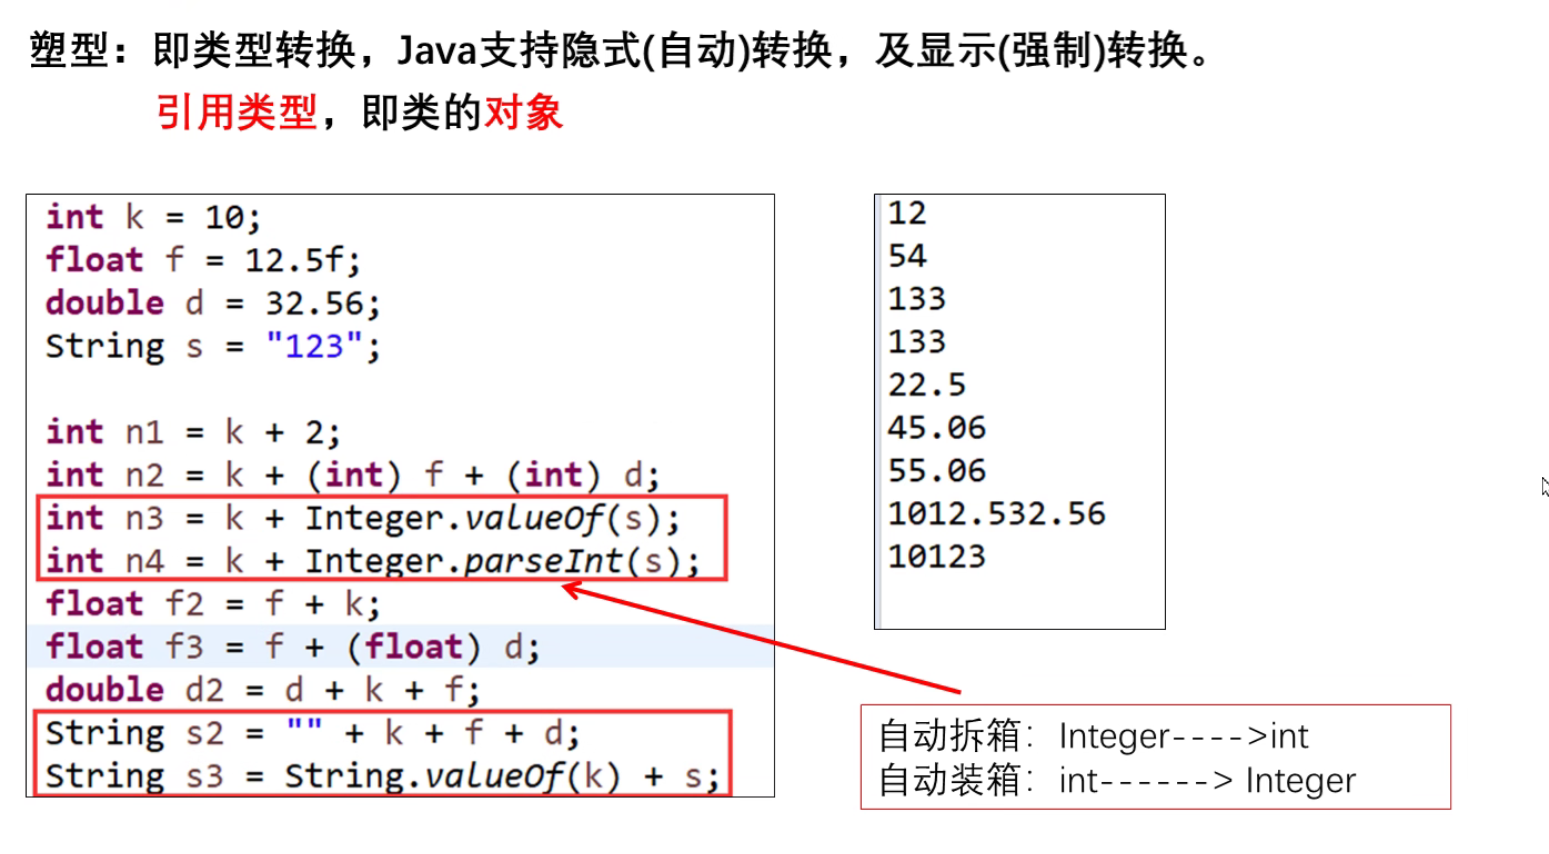 塑型：即类型转换，Java支持隐式(自动)转换，及显示(强制)转换。
引用类型，即类的对象
int k = 10;
float f = 12.5f;
double d = 32.56;
String s = "123";
int n1 = k + 2;
int n2 = k + (int) f + (int) d;
int n3 = k + Integer.valueOf(s);
int n4 = k + Integer.parseInt(s);
float f2 = f + k;
float f3 = f + (float) d;
double d2 = d + k + f;
String s2 = "" + k + f + d;
String s3 = String.valueOf(k) + s;
12
54
133
133
22.5
45.06
55.06
1012.532.56
10123
自动拆箱：Integer---->int
自动装箱：int------> Integer